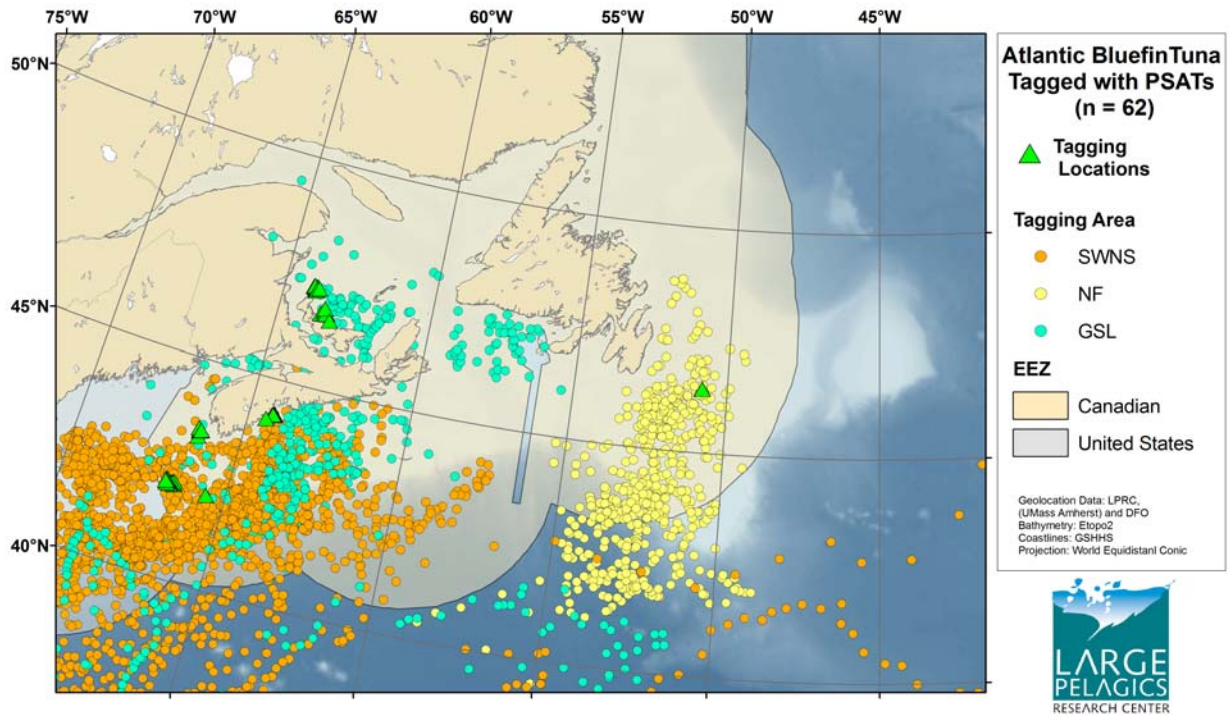 75°W 70°W 65°W 60°W 55°W 50°W 45°W
50°N
45°N
40°N
Atlantic BluefinTuna
Tagged with PSATs
(n = 62)
Tagging
Locations
Tagging Area
SWNS
NF
GSL
EEZ
Canadian
United States
Geolocation Data: LPRC,
(UMass Amherst) and DFO
Bathymetry: Etopo2
Coastlines: GSHHS
Projection: World Equidistant Conic
LARGE
PELAGICS
RESEARCH CENTER